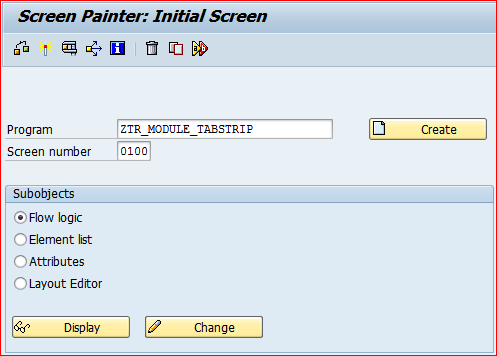 Screen Painter: Initial Screen
Program ZTR_MODULE_TABSTRIP Create
Screen number 0100
Subobjects
Flow logic
Element list
Attributes
Layout Editor
Display Change